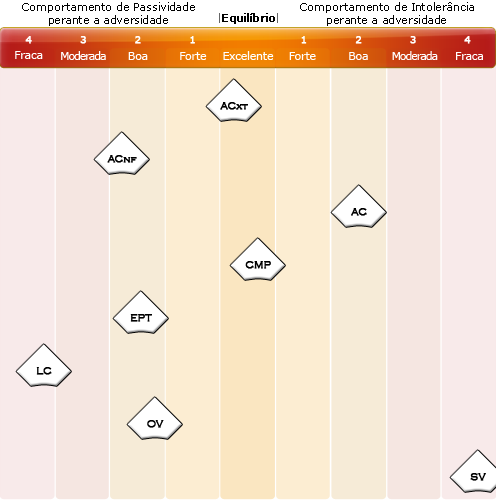 Comportamento de Passividade
perante a adversidade
|Equilíbrio|
Comportamento de Intolerância
perante a adversidade
4 3 2 1 1 2 3 4
Fraca Moderada Boa Forte Excelente Forte Boa Moderada Fraca
ACXT
ACNF
AC
CMP
EPT
LC
OV
SV